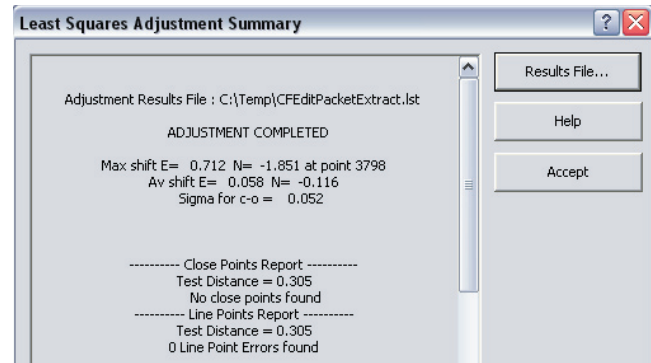 Least Squares Adjustment Summary
?
X
Results File...
Adjustment Results File : C:\Temp\CFEditPacketExtract.lst
Help
ADJUSTMENT COMPLETED
Max shift E= 0.712 N= -1.851 at point 3798
Accept
Av shift E= 0.058 N= -0.116
Sigma for c-o = 0.052
---------- Close Points Report ----------
Test Distance = 0.305
No close points found
---------- Line Points Report ----------
Test Distance = 0.305
0 Line Point Errors found